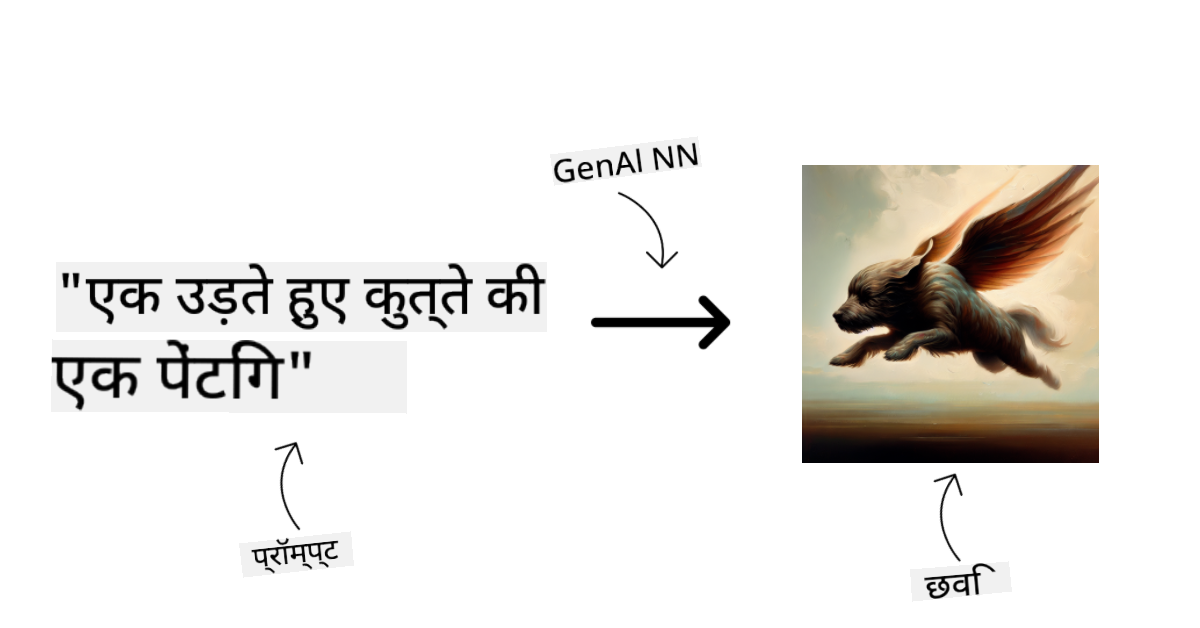 GenAI NN
"एक उड़ते हुए कुत्ते की
एक पेंटिंग"
प्रॉम्प्ट
छवि